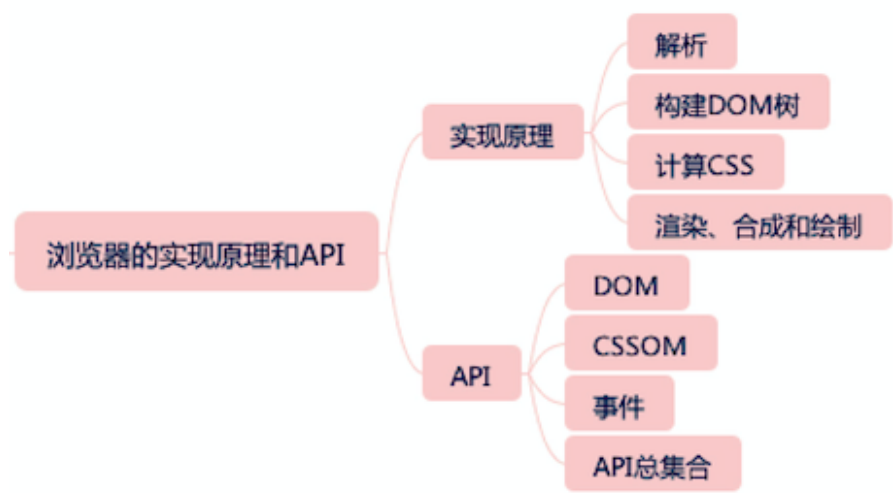 浏览器的实现原理和API
实现原理
解析
构建DOM树
计算CSS
渲染、合成和绘制
API
DOM
CSSOM
事件
API总集合